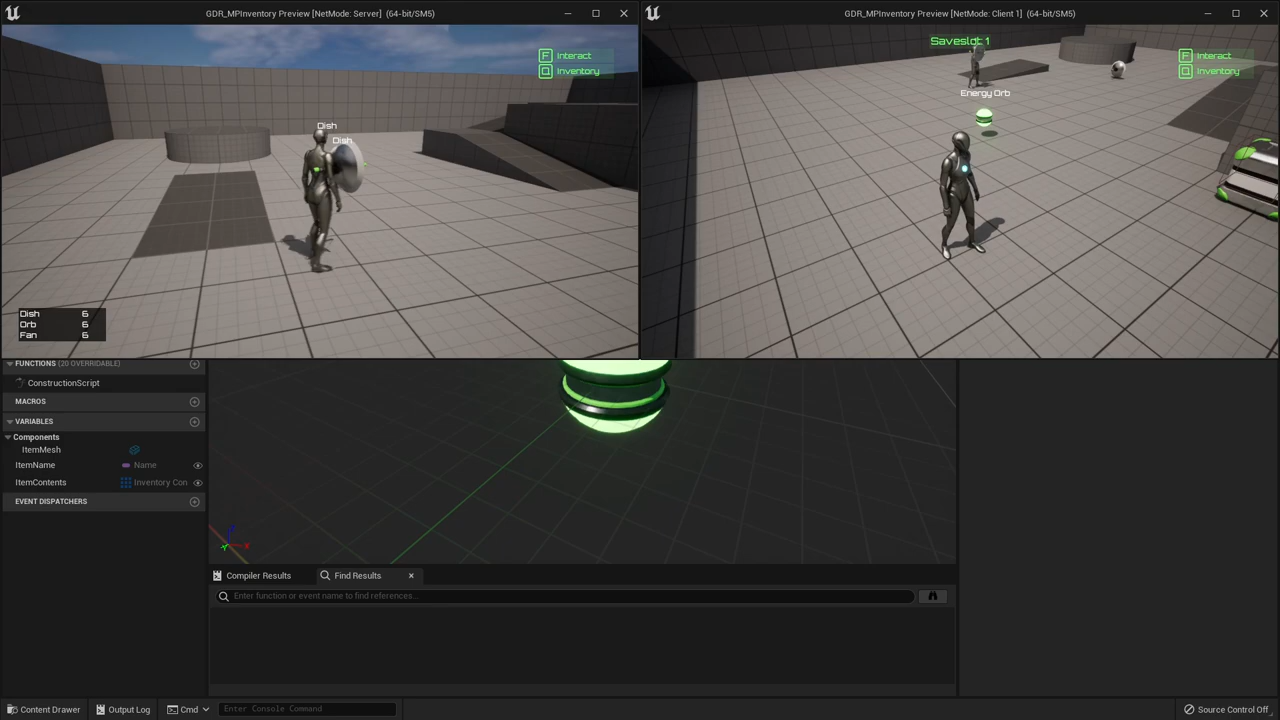 GDR_MPInventory Preview [NetMode: Server] (64-bit/SM5)
F Interact
Q Inventory
Dish
Dish
Dish 6
Orb 6
Fan 6
GDR_MPInventory Preview [NetMode: Client 1] (64-bit/SM5)
Saveslot 1
F Interact
Q Inventory
Energy Orb
FUNCTIONS (20 OVERRIDABLE)
ConstructionScript
MACROS
VARIABLES
Components
ItemMesh
ItemName Name
ItemContents Inventory Con
EVENT DISPATCHERS
Z
X
Y
Compiler Results
Find Results
Enter function or event name to find references...
Content Drawer
Output Log
Cmd
Enter Console Command
Source Control Off